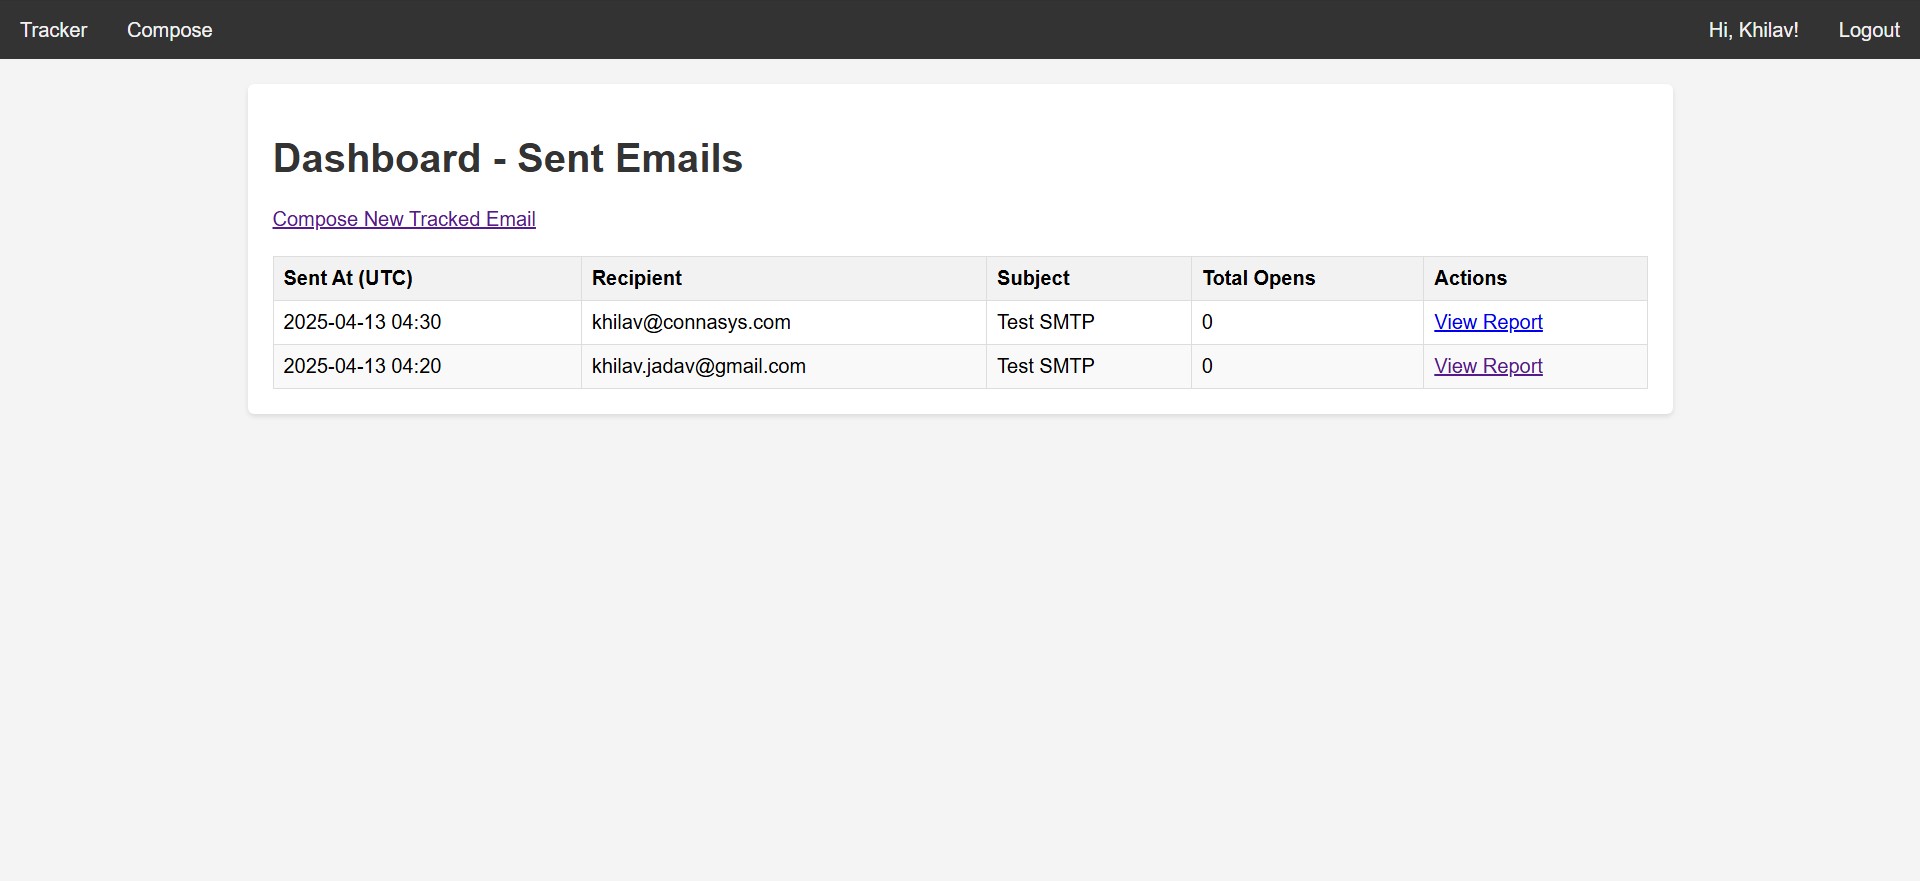 Tracker Compose Hi, Khilav! Logout
Dashboard - Sent Emails
Compose New Tracked Email
Sent At (UTC) Recipient Subject Total Opens Actions
2025-04-13 04:30 khilav@connasys.com Test SMTP 0 View Report
2025-04-13 04:20 khilav.jadav@gmail.com Test SMTP 0 View Report